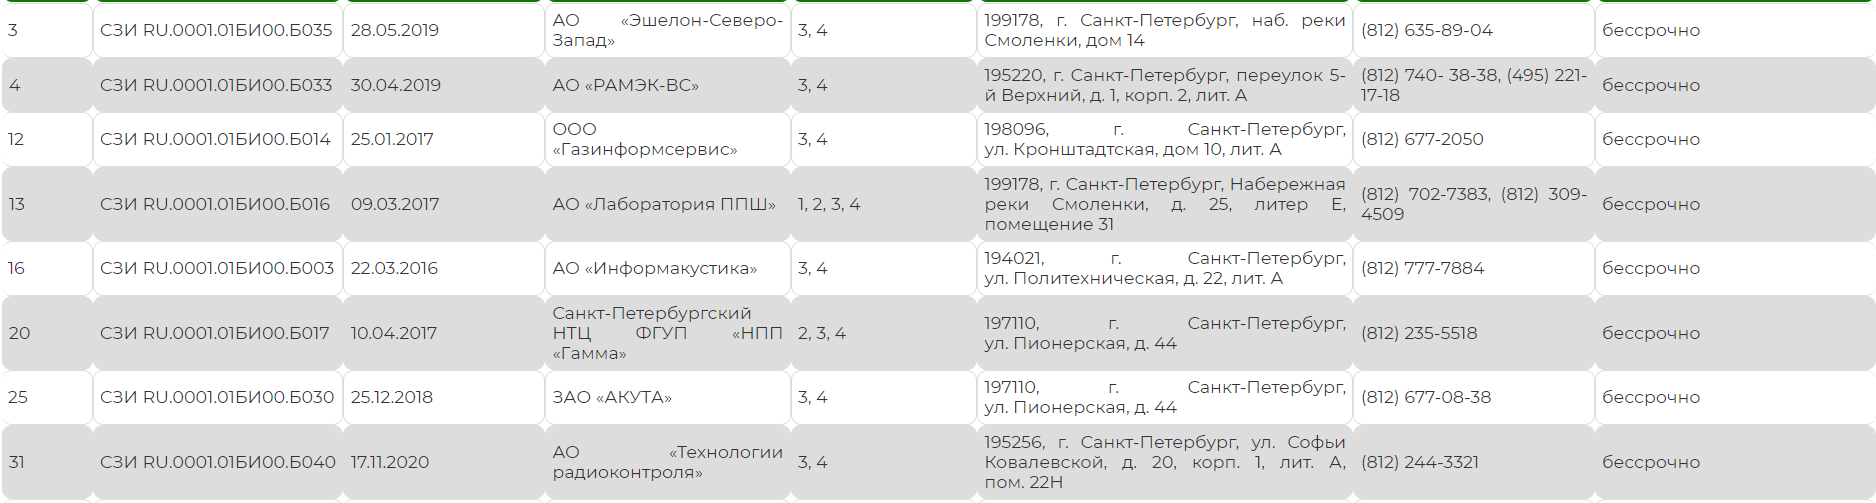 3 СЗИ RU.0001.01БИ00.Б035 28.05.2019 АО «Эшелон-Северо-
Запад» 3, 4 199178, г. Санкт-Петербург, наб. реки
Смоленки, дом 14 (812) 635-89-04 бессрочно
4 СЗИ RU.0001.01БИ00.Б033 30.04.2019 АО «РАМЭК-ВС» 3, 4 195220, г. Санкт-Петербург, переулок 5-
й Верхний, д. 1, корп. 2, лит. А (812) 740- 38-38, (495) 221-
17-18 бессрочно
12 СЗИ RU.0001.01БИ00.Б014 25.01.2017 ООО
«Газинформсервис» 3, 4 198096, г. Санкт-Петербург,
ул. Кронштадтская, дом 10, лит. А (812) 677-2050 бессрочно
13 СЗИ RU.0001.01БИ00.Б016 09.03.2017 АО «Лаборатория ППШ» 1, 2, 3, 4 199178, г. Санкт-Петербург, Набережная
реки Смоленки, д. 25, литер Е,
помещение 31 (812) 702-7383, (812) 309-
4509 бессрочно
16 СЗИ RU.0001.01БИ00.Б003 22.03.2016 АО «Информакустика» 3, 4 194021, г. Санкт-Петербург,
ул. Политехническая, д. 22, лит. А (812) 777-7884 бессрочно
20 СЗИ RU.0001.01БИ00.Б017 10.04.2017 Санкт-Петербургский
НТЦ ФГУП «НПП
«Гамма» 2, 3, 4 197110, г. Санкт-Петербург,
ул. Пионерская, д. 44 (812) 235-5518 бессрочно
25 СЗИ RU.0001.01БИ00.Б030 25.12.2018 ЗАО «АКУТА» 3, 4 197110, г. Санкт-Петербург,
ул. Пионерская, д. 44 (812) 677-08-38 бессрочно
31 СЗИ RU.0001.01БИ00.Б040 17.11.2020 АО «Технологии
радиоконтроля» 3, 4 195256, г. Санкт-Петербург, ул. Софьи
Ковалевской, д. 20, корп. 1, лит. А,
пом. 22Н (812) 244-3321 бессрочно